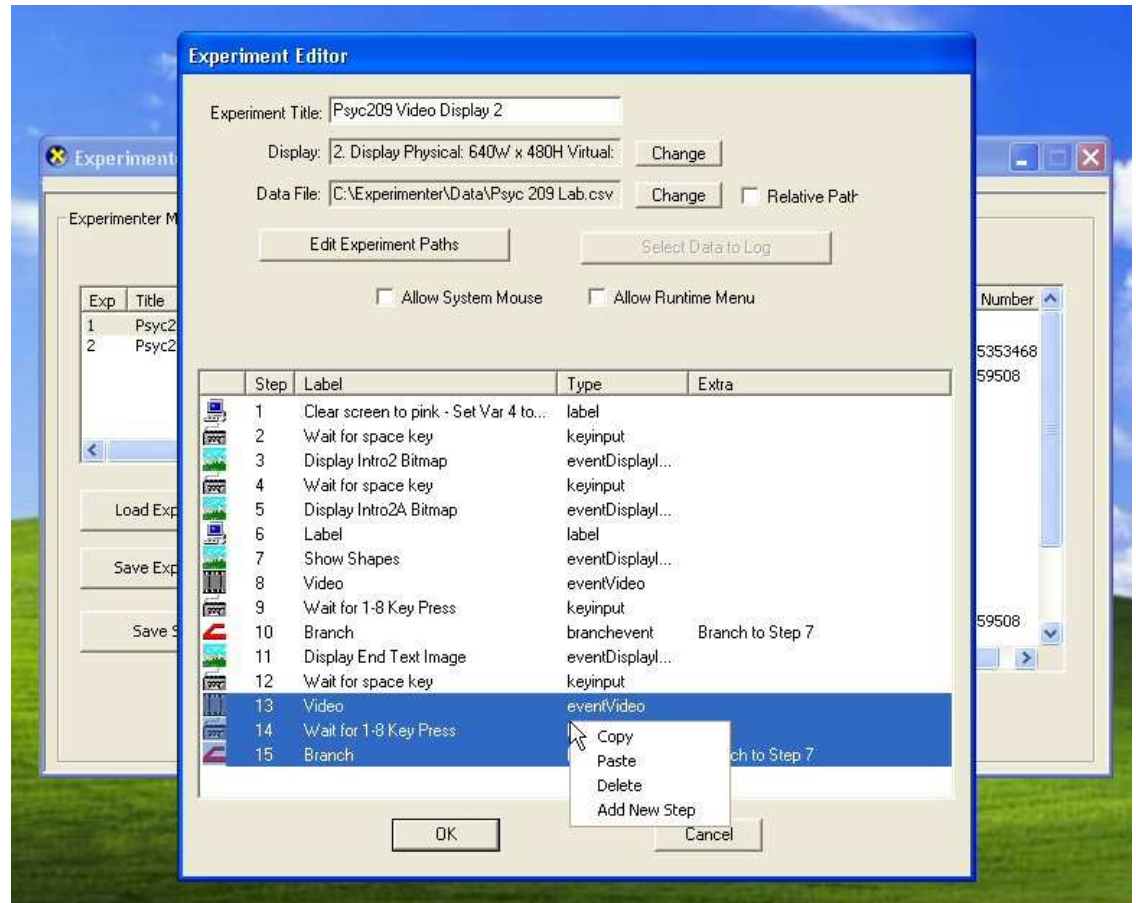 Experiment Editor
Experiment Title: Psyc209 Video Display 2
Display: 2. Display Physical: 640W x 480H Virtual: Change
Data File: C:\Experimenter\Data\Psyc 209 Lab.csv Change Relative Path
Edit Experiment Paths Select Data to Log
Allow System Mouse Allow Runtime Menu
Step Label Type Extra
1 Clear screen to pink - Set Var 4 to... label
2 Wait for space key keyinput
3 Display Intro2 Bitmap eventDisplayI...
4 Wait for space key keyinput
5 Display Intro2A Bitmap eventDisplayI...
6 Label label
7 Show Shapes eventDisplayI...
8 Video eventVideo
9 Wait for 1-8 Key Press keyinput
10 Branch branchevent Branch to Step 7
11 Display End Text Image eventDisplayI...
12 Wait for space key keyinput
13 Video eventVideo
14 Wait for 1-8 Key Press
15 Branch ch to Step 7
Copy
Paste
Delete
Add New Step
OK Cancel
Experiment
Experimenter M
Exp Title Number
1 Psyc2
2 Psyc2 5353468
59508
Load Exp
Save Exp
Save S 59508